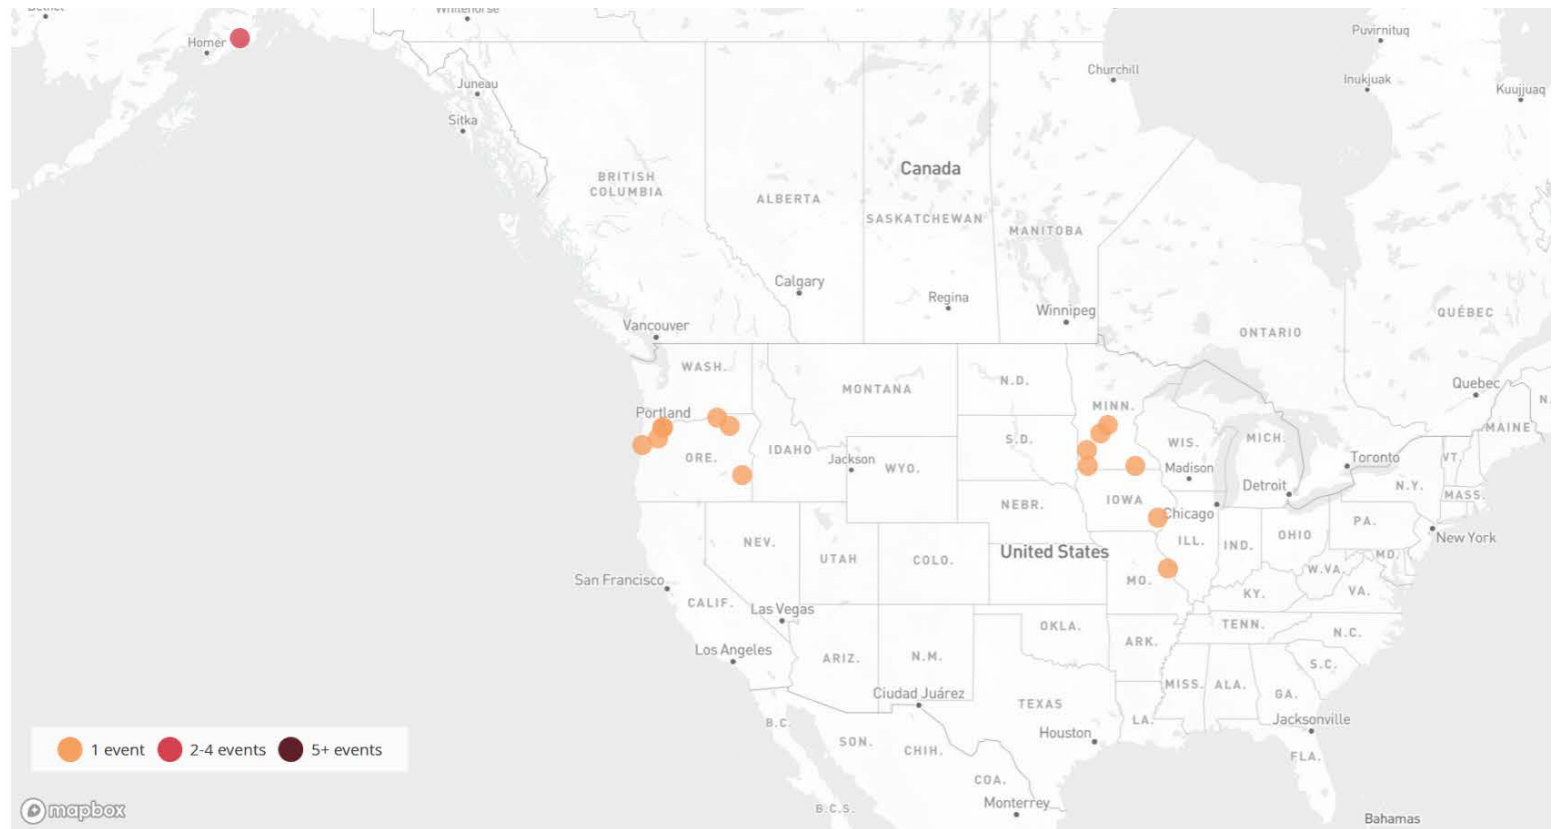 Whitehorse
Puvirnituq
Homer
Churchill
Inukjuak
Juneau
Kuujjuaq
Sitka
Canada
BRITISH
COLUMBIA
ALBERTA
SASKATCHEWAN
MANITOBA
Calgary
Regina
Winnipeg
QUÉBEC
Vancouver
ONTARIO
WASH.
N.D.
MONTANA
Quebec
N.
Portland
MINN.
MAINE
S.D.
WIS.
MICH.
IDAHO
ORE.
Jackson
WYO.
Madison
Toronto
VT.
Detroit
N.Y.
MASS.
IOWA
NEBR.
Chicago
PA.
NEV.
ILL.
IND.
OHIO
New York
UTAH
COLO.
United States
MD.
W.VA.
San Francisco
MO.
KY.
VA.
CALIF.
Las Vegas
OKLA.
TENN.
N.C.
Los Angeles
ARIZ.
N.M.
ARK.
S.C.
Ciudad Juárez
MISS.
ALA.
GA.
TEXAS
B.C.
LA.
Jacksonville
Houston
SON.
CHIH.
FLA.
1 event
2-4 events
5+ events
COA.
Monterrey
B.C.S.
mapbox
Bahamas